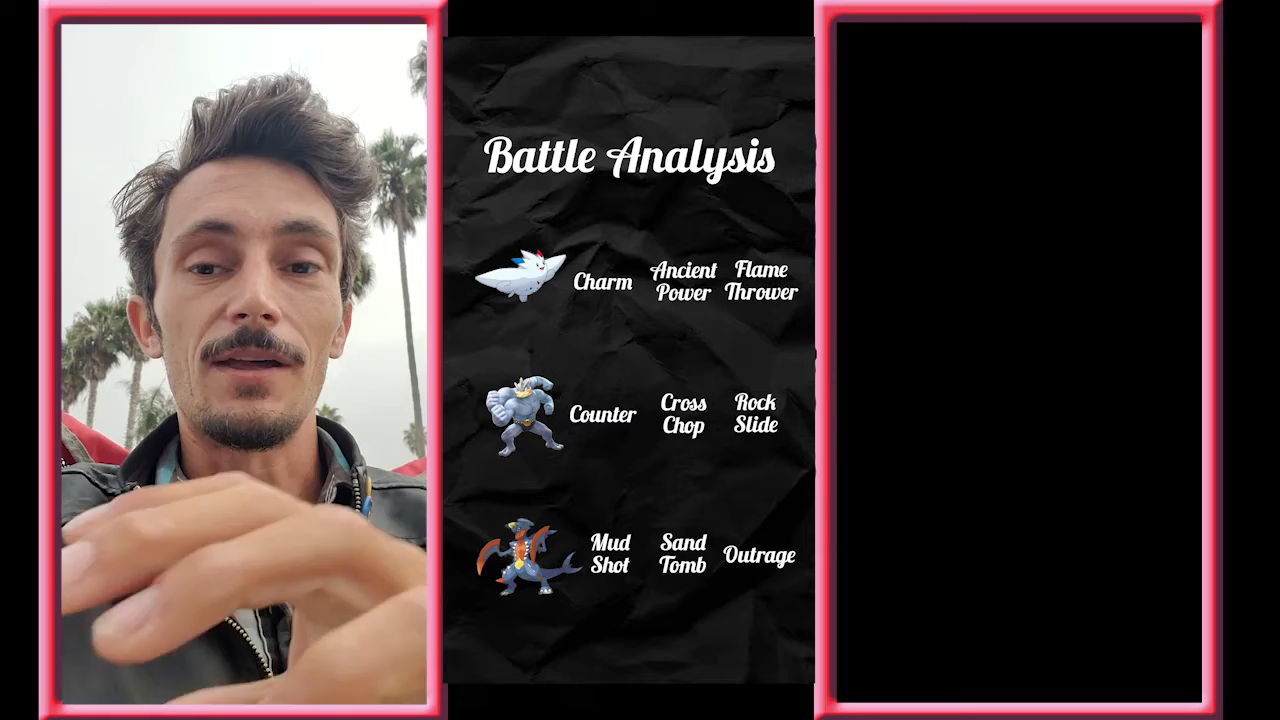 Battle Analysis
Charm
Ancient
Power
Flame
Thrower
Counter
Cross
Chop
Rock
Slide
Mud
Shot
Sand
Tomb
Outrage